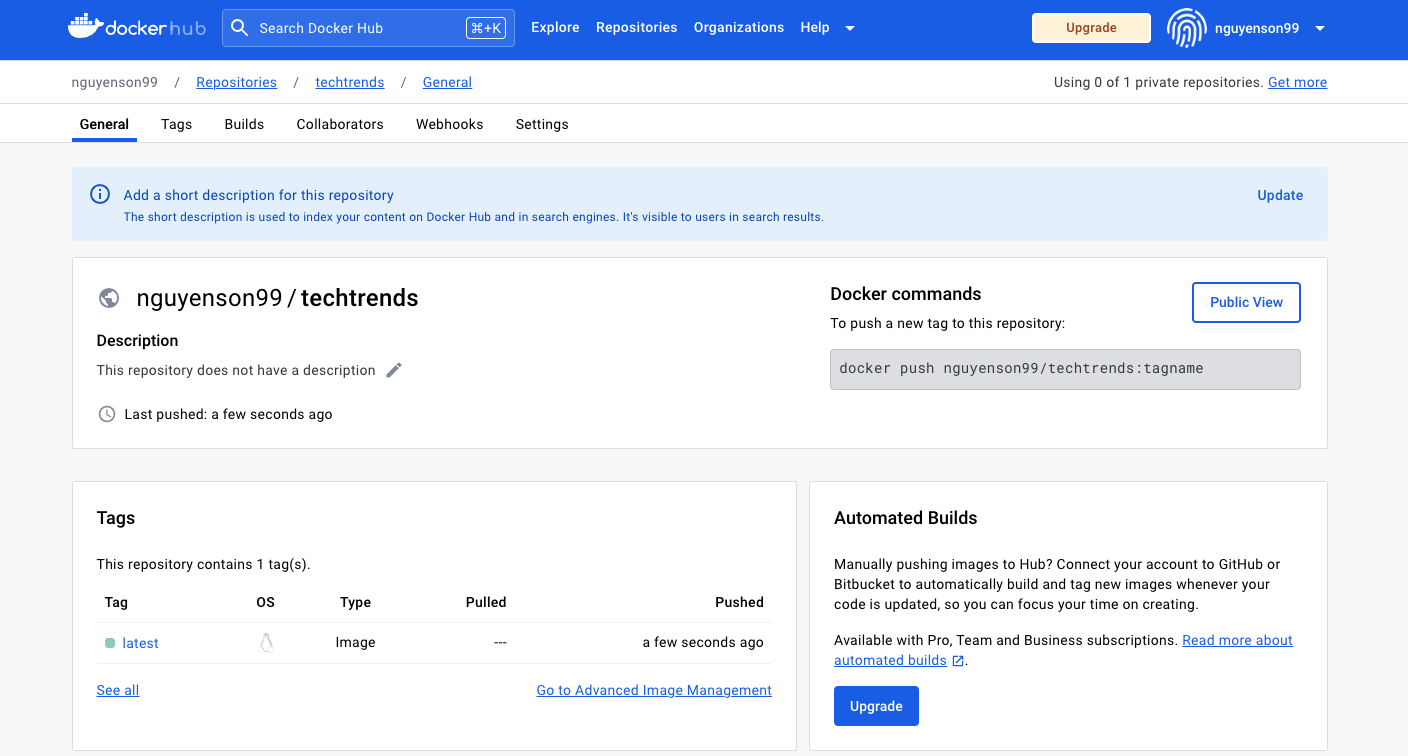 dockerhub Search Docker Hub ⌘+K Explore Repositories Organizations Help Upgrade nguyenson99
nguyenson99 / Repositories / techtrends / General Using 0 of 1 private repositories. Get more
General Tags Builds Collaborators Webhooks Settings
Add a short description for this repository Update
The short description is used to index your content on Docker Hub and in search engines. It's visible to users in search results.
nguyenson99 / techtrends
Description
This repository does not have a description
Last pushed: a few seconds ago
Docker commands
Public View
To push a new tag to this repository:
docker push nguyenson99/techtrends:tagname
Tags
This repository contains 1 tag(s).
Tag OS Type Pulled Pushed
latest Image --- a few seconds ago
See all Go to Advanced Image Management
Automated Builds
Manually pushing images to Hub? Connect your account to GitHub or
Bitbucket to automatically build and tag new images whenever your
code is updated, so you can focus your time on creating.
Available with Pro, Team and Business subscriptions. Read more about
automated builds .
Upgrade